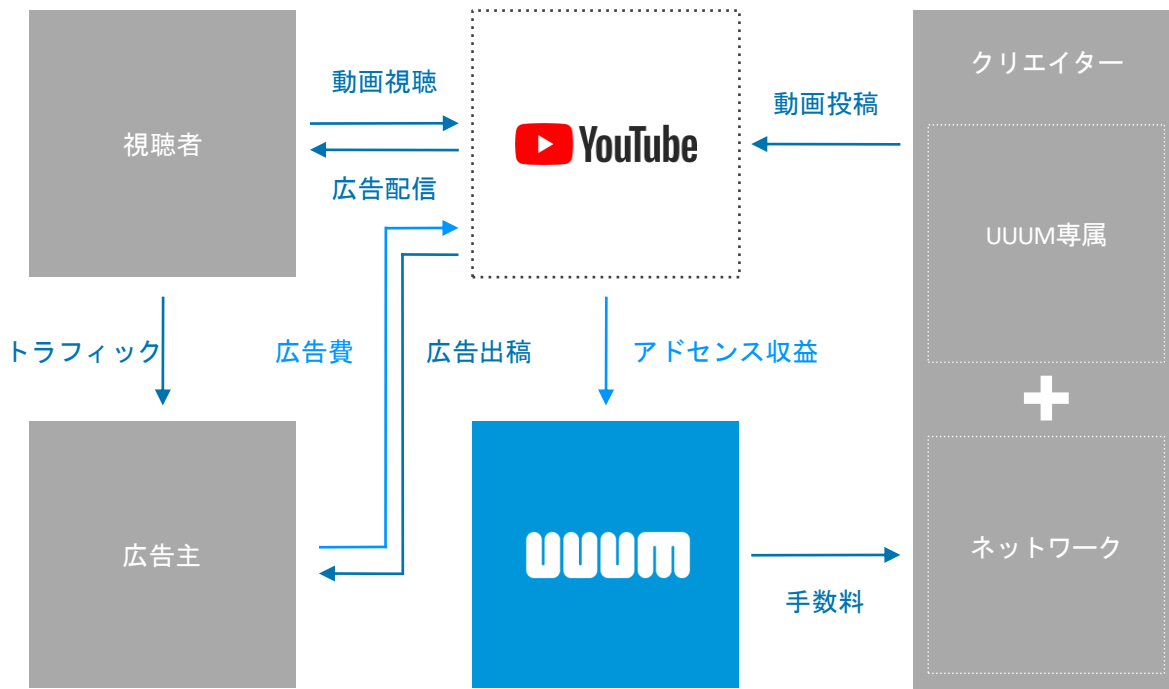 クリエイター
動画視聴
動画投稿
視聴者
YouTube
広告配信
UUUM専属
トラフィック
広告費
広告出稿
アドセンス収益
広告主
UUUM
ネットワーク
手数料